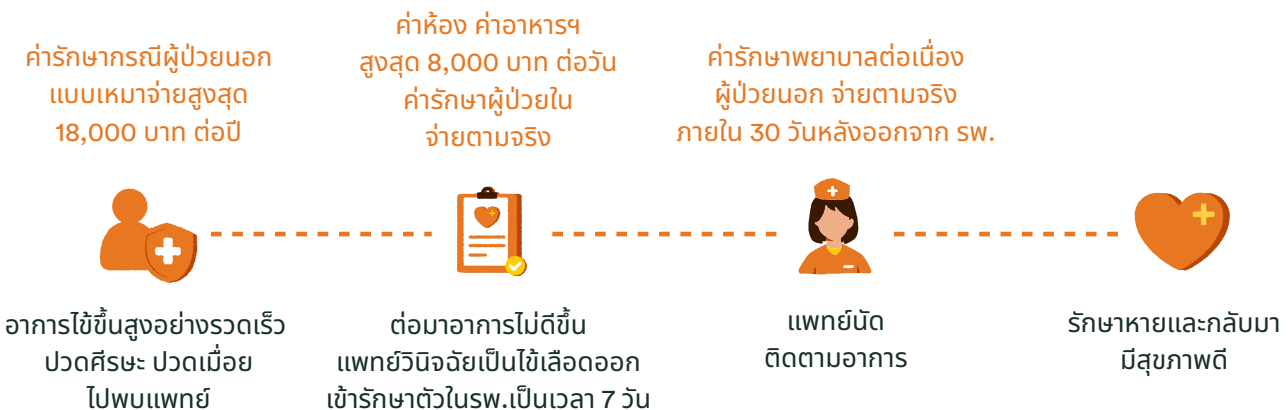 ค่ารักษากรณีผู้ป่วยนอก
แบบเหมาจ่ายสูงสุด
18,000 บาท ต่อปี
ค่าห้อง ค่าอาหารฯ
สูงสุด 8,000 บาท ต่อวัน
ค่ารักษาผู้ป่วยใน
จ่ายตามจริง
ค่ารักษาพยาบาลต่อเนื่อง
ผู้ป่วยนอก จ่ายตามจริง
ภายใน 30 วันหลังออกจาก รพ.
อาการไข้ขึ้นสูงอย่างรวดเร็ว
ปวดศีรษะ ปวดเมื่อย
ไปพบแพทย์
ต่อมาอาการไม่ดีขึ้น
แพทย์วินิจฉัยเป็นไข้เลือดออก
เข้ารักษาตัวในรพ.เป็นเวลา 7 วัน
แพทย์นัด
ติดตามอาการ
รักษาหายและกลับมา
มีสุขภาพดี